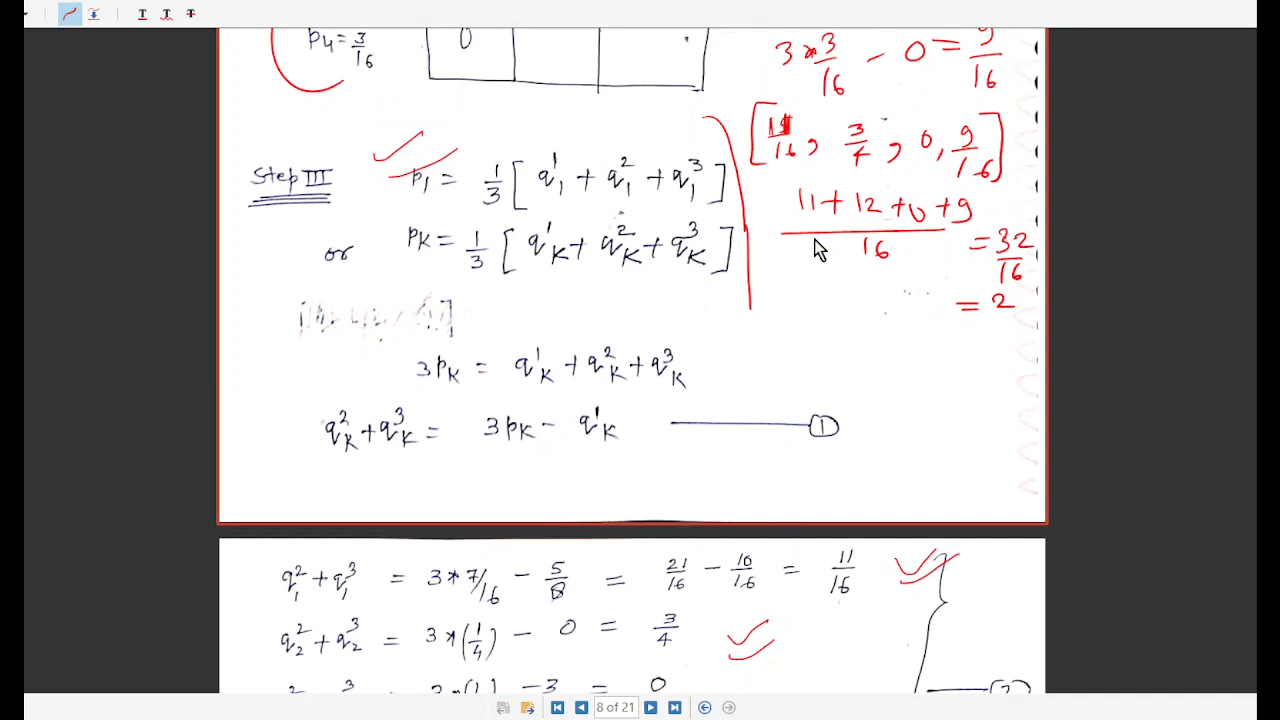 p4 = 3/16
0
3 * 3/16 - 0 = 9/16
[11/16, 3/4, 0, 9/16]
11 + 12 + 0 + 9 / 16 = 32/16
= 2
Step III p₁ = 1/3 [q¹₁ + q²₁ + q³₁]
or pK = 1/3 [q¹K + q²K + q³K]
3pK = q¹K + q²K + q³K
q²K + q³K = 3pK - q¹K ——— ①
q²₁ + q³₁ = 3 * 7/16 - 5/8 = 21/16 - 10/16 = 11/16
q²₂ + q³₂ = 3 * (1/4) - 0 = 3/4
8 of 21